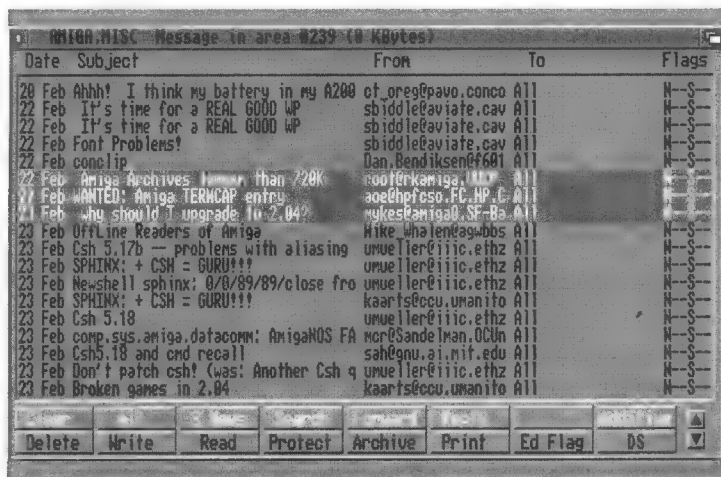 AMIGA.MISC Message in area #239 (0 KBytes)
Date Subject From To Flags
20 Feb Ahhh! I think my battery in my A200 ct_oreg@pavo.conco All N--S--
22 Feb It's time for a REAL GOOD WP sbiddle@aviate.cav All N--S--
22 Feb It's time for a REAL GOOD WP sbiddle@aviate.cav All N--S--
22 Feb Font Problems! sbiddle@aviate.cav All N--S--
22 Feb conclip Dan.Bendiksen@f601 All N--S--
22 Feb Amiga Archives than 720K root@rkamiga.
Feb WANTED: Amiga TERMCAP entry aoe@hpfcso.FC.HP.C
Feb why should I upgrade to 2.04? mykes@amiga0.SF-Ba
23 Feb OffLine Readers of Amiga Mike_Whalen@agwbbs All N--S--
23 Feb Csh 5.17b — problems with aliasing umueller@iiic.ethz All N--S--
23 Feb SPHINX: + CSH = GURU!!! umueller@iiic.ethz All N--S--
23 Feb Newshell sphinx: 0/0/89/89/close fro umueller@iiic.ethz All N--S--
23 Feb SPHINX: + CSH = GURU!!! kaarts@ccu.umanito All N--S--
23 Feb Csh 5.18 umueller@iiic.ethz All N--S--
23 Feb comp.sys.amiga.datacomm: AmigaNOS FA mcr@Sandelman.OCUn All N--S--
23 Feb Csh5.18 and cmd recall sah@gnu.ai.mit.edu All N--S--
23 Feb Don't patch csh! (was: Another Csh q umueller@iiic.ethz All N--S--
23 Feb Broken games in 2.04 kaarts@ccu.umanito All N--S--
Delete Write Read Protect Archive Print Ed Flag DS